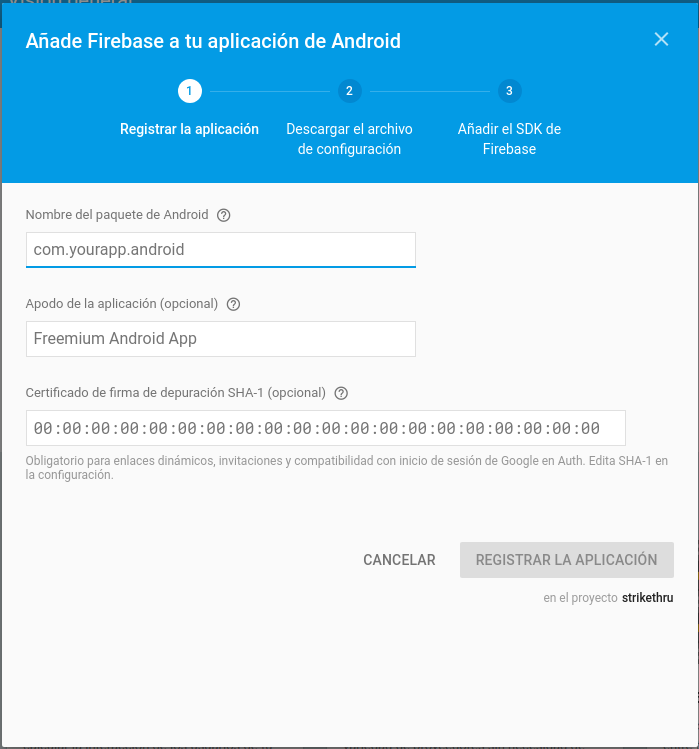 Visión general
Añade Firebase a tu aplicación de Android
1
2
3
Registrar la aplicación
Descargar el archivo
de configuración
Añadir el SDK de
Firebase
Nombre del paquete de Android
com.yourapp.android
Apodo de la aplicación (opcional)
Freemium Android App
Certificado de firma de depuración SHA-1 (opcional)
00:00:00:00:00:00:00:00:00:00:00:00:00:00:00:00:00:00:00:00
Obligatorio para enlaces dinámicos, invitaciones y compatibilidad con inicio de sesión de Google en Auth. Edita SHA-1 en
la configuración.
CANCELAR
REGISTRAR LA APLICACIÓN
en el proyecto strikethru